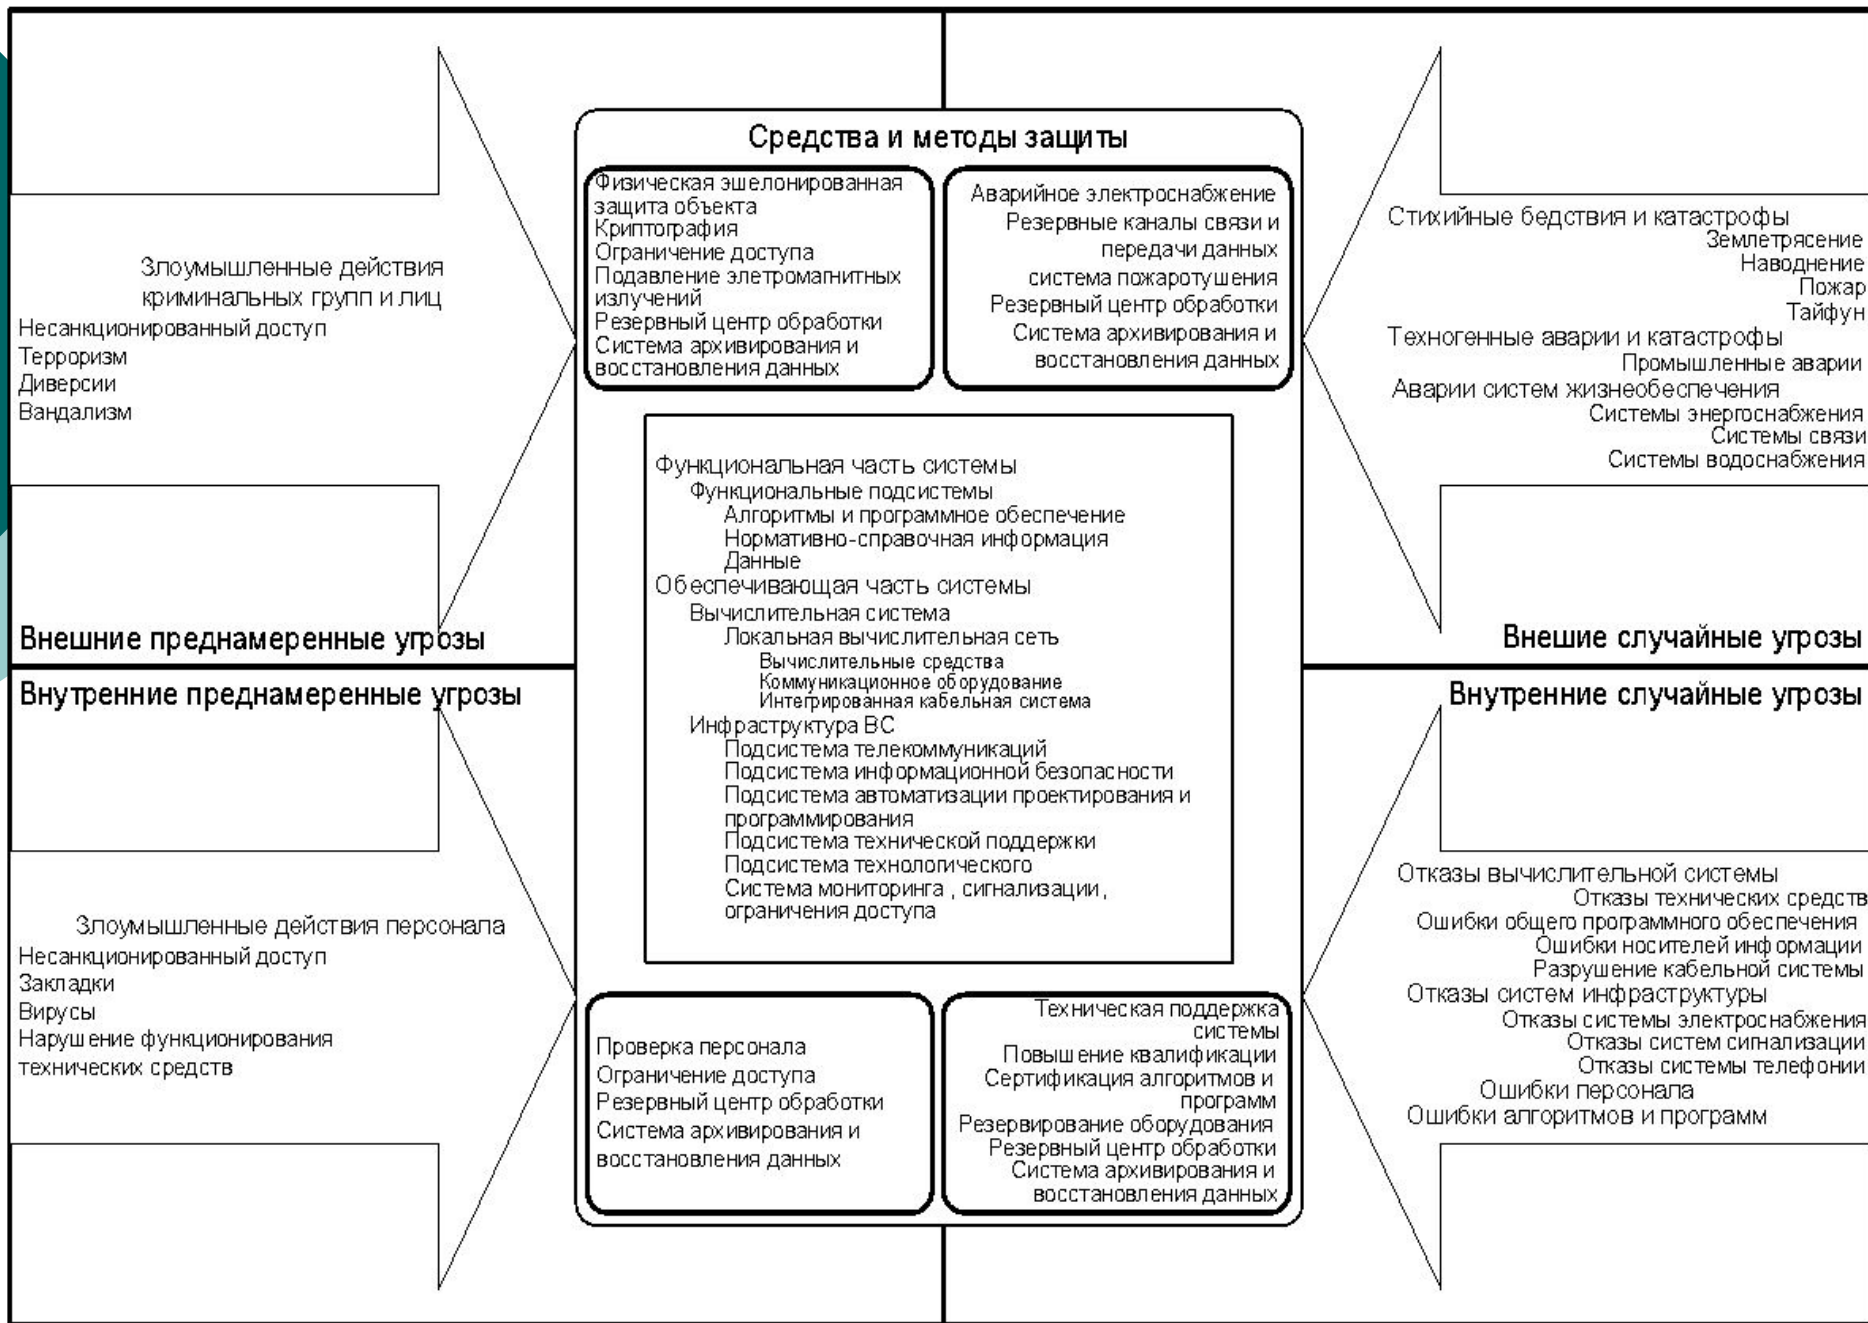 Средства и методы защиты
Физическая эшелонированная
защита объекта
Криптография
Ограничение доступа
Подавление элетромагнитных
излучений
Резервный центр обработки
Система архивирования и
восстановления данных
Аварийное электроснабжение
Резервные каналы связи и
передачи данных
система пожаротушения
Резервный центр обработки
Система архивирования и
восстановления данных
Злоумышленные действия
криминальных групп и лиц
Несанкционированный доступ
Терроризм
Диверсии
Вандализм
Внешние преднамеренные угрозы
Стихийные бедствия и катастрофы
Землетрясение
Наводнение
Пожар
Тайфун
Техногенные аварии и катастрофы
Промышленные аварии
Аварии систем жизнеобеспечения
Системы энергоснабжения
Системы связи
Системы водоснабжения
Внешие случайные угрозы
Функциональная часть системы
Функциональные подсистемы
Алгоритмы и программное обеспечение
Нормативно-справочная информация
Данные
Обеспечивающая часть системы
Вычислительная система
Локальная вычислительная сеть
Вычислительные средства
Коммуникационное оборудование
Интегрированная кабельная система
Инфраструктура ВС
Подсистема телекоммуникаций
Подсистема информационной безопасности
Подсистема автоматизации проектирования и
программирования
Подсистема технической поддержки
Подсистема технологического
Система мониторинга , сигнализации ,
ограничения доступа
Внутренние преднамеренные угрозы
Злоумышленные действия персонала
Несанкционированный доступ
Закладки
Вирусы
Нарушение функционирования
технических средств
Внутренние случайные угрозы
Отказы вычислительной системы
Отказы технических средств
Ошибки общего программного обеспечения
Ошибки носителей информации
Разрушение кабельной системы
Отказы систем инфраструктуры
Отказы системы электроснабжения
Отказы систем сигнализации
Отказы системы телефонии
Ошибки персонала
Ошибки алгоритмов и программ
Проверка персонала
Ограничение доступа
Резервный центр обработки
Система архивирования и
восстановления данных
Техническая поддержка
системы
Повышение квалификации
Сертификация алгоритмов и
программ
Резервирование оборудования
Резервный центр обработки
Система архивирования и
восстановления данных